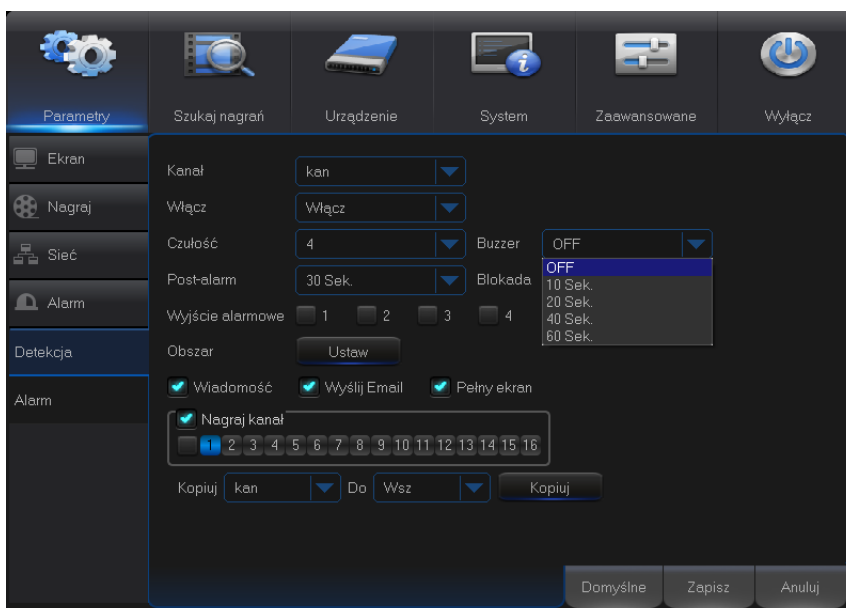 Parametry
Szukaj nagrań
Urządzenie
System
Zaawansowane
Wyłącz
Ekran
Nagraj
Sieć
Alarm
Detekcja
Alarm
Kanał kan
Włącz Włącz
Czułość 4 Buzzer OFF
Post-alarm 30 Sek. Blokada
OFF
10 Sek.
20 Sek.
40 Sek.
60 Sek.
Wyjście alarmowe 1 2 3 4
Obszar Ustaw
Wiadomość Wyślij Email Pełny ekran
Nagraj kanał
1 2 3 4 5 6 7 8 9 10 11 12 13 14 15 16
Kopiuj kan Do Wsz Kopiuj
Domyślne Zapisz Anuluj